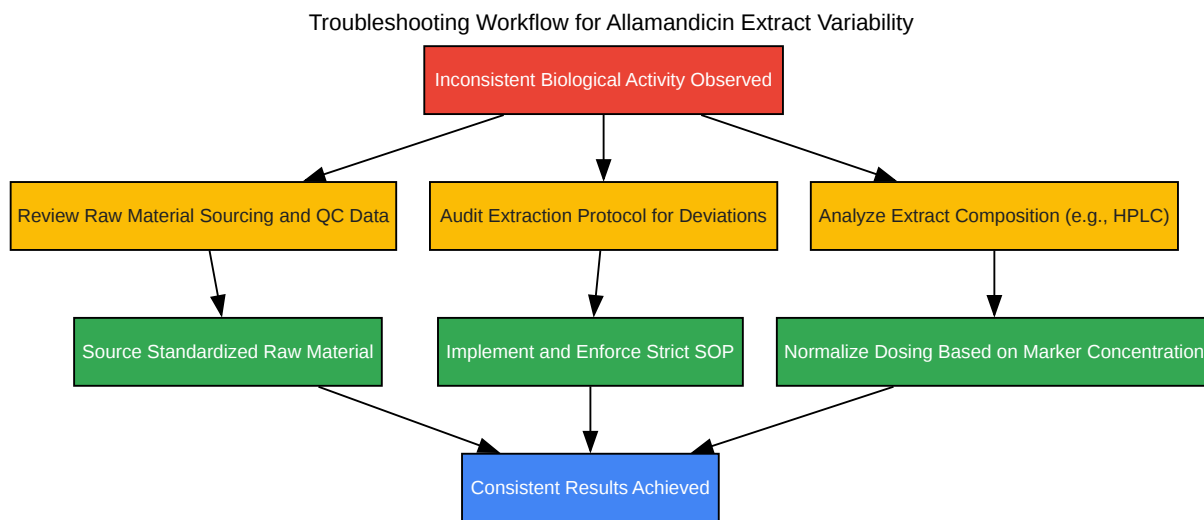 Troubleshooting Workflow for Allamandicin Extract Variability
Inconsistent Biological Activity Observed
Review Raw Material Sourcing and QC Data
Audit Extraction Protocol for Deviations
Analyze Extract Composition (e.g., HPLC)
Source Standardized Raw Material
Implement and Enforce Strict SOP
Normalize Dosing Based on Marker Concentration
Consistent Results Achieved